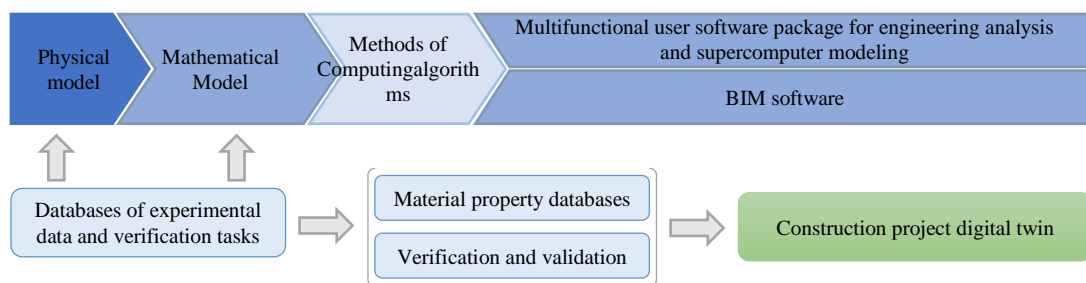 Physical
model
Mathematical
Model
Methods of
Computingalgorith
ms
Multifunctional user software package for engineering analysis
and supercomputer modeling
BIM software
Databases of experimental
data and verification tasks
Material property databases
Verification and validation
Construction project digital twin